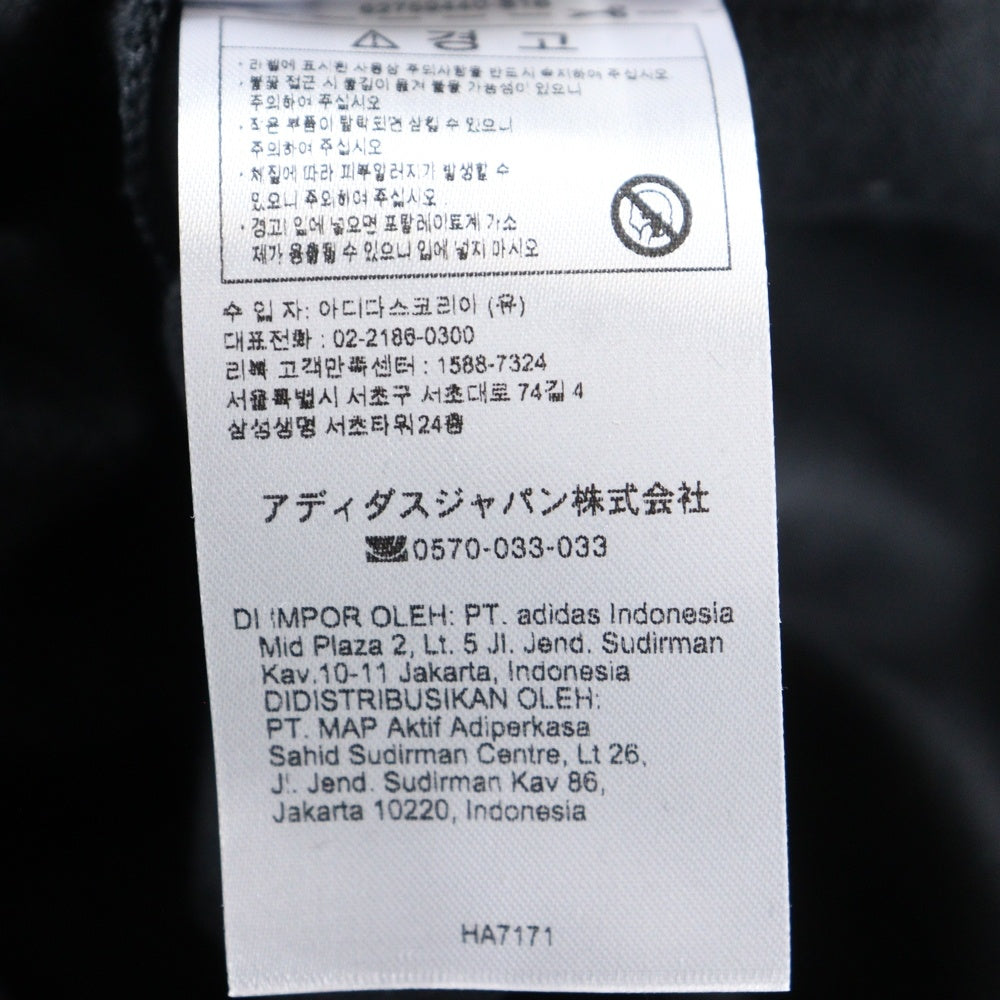 ⚠ 경 고
· 라벨에 표시된 사용상 주의사항을 반드시 숙지하여 주십시오
· 불꽃 접근 시 불길이 옮겨 붙을 가능성이 있으니
주의하여 주십시오
· 작은 부품이 탈락되면 삼킬 수 있으니
주의하여 주십시오
· 체질에 따라 피부알러지가 발생할 수
있으니 주의하여 주십시오
· 경고! 입에 넣으면 프탈레이트계 가소
제가 용출될 수 있으니 입에 넣지 마시오
수 입 자: 아디다스코리아 (유)
대표전화 : 02-2186-0300
리복 고객만족센터 : 1588-7324
서울특별시 서초구 서초대로 74길 4
삼성생명 서초타워24층
アディダスジャパン株式会社
☎0570-033-033
DI IMPOR OLEH: PT. adidas Indonesia
Mid Plaza 2, Lt. 5 Jl. Jend. Sudirman
Kav.10-11 Jakarta, Indonesia
DIDISTRIBUSIKAN OLEH:
PT. MAP Aktif Adiperkasa
Sahid Sudirman Centre, Lt 26,
Jl. Jend. Sudirman Kav 86,
Jakarta 10220, Indonesia
HA7171